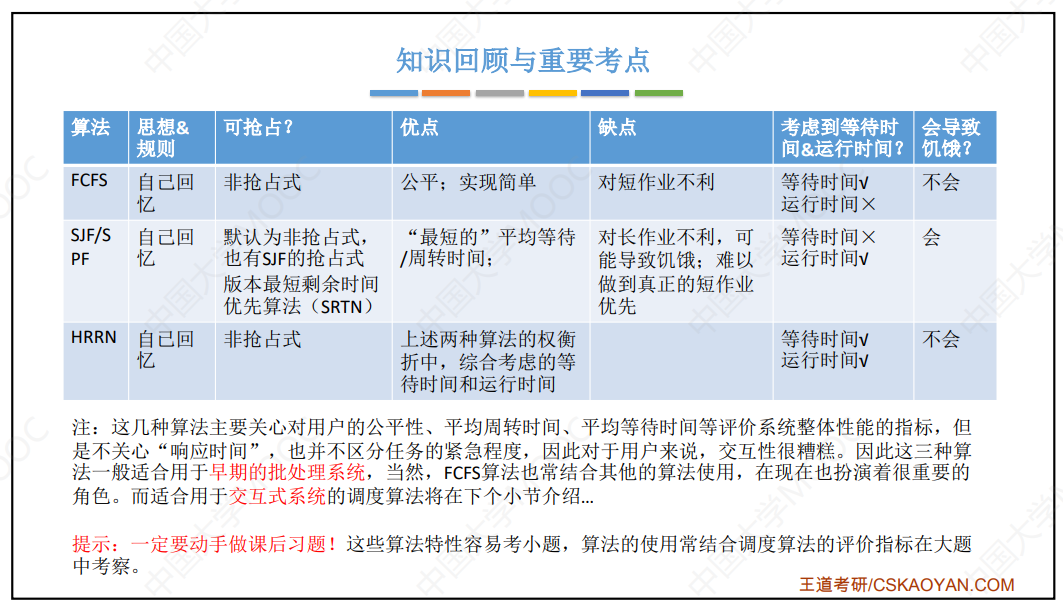 知识回顾与重要考点
算法
思想&
规则
可抢占？
优点
缺点
考虑到等待时
间&运行时间？
会导致
饥饿？
FCFS
自己回
忆
非抢占式
公平；实现简单
对短作业不利
等待时间√
运行时间×
不会
SJF/S
PF
自己回
忆
默认为非抢占式，
也有SJF的抢占式
版本最短剩余时间
优先算法（SRTN）
“最短的”平均等待
/周转时间；
对长作业不利，可
能导致饥饿；难以
做到真正的短作业
优先
等待时间×
运行时间√
会
HRRN
自己回
忆
非抢占式
上述两种算法的权衡
折中，综合考虑的等
待时间和运行时间
等待时间√
运行时间√
不会
注：这几种算法主要关心对用户的公平性、平均周转时间、平均等待时间等评价系统整体性能的指标，但
是不关心“响应时间”，也并不区分任务的紧急程度，因此对于用户来说，交互性很糟糕。因此这三种算
法一般适合用于早期的批处理系统，当然，FCFS算法也常结合其他的算法使用，在现在也扮演着很重要的
角色。而适合用于交互式系统的调度算法将在下个小节介绍...
提示：一定要动手做课后习题！这些算法特性容易考小题，算法的使用常结合调度算法的评价指标在大题
中考察。
王道考研/CSKAOYAN.COM